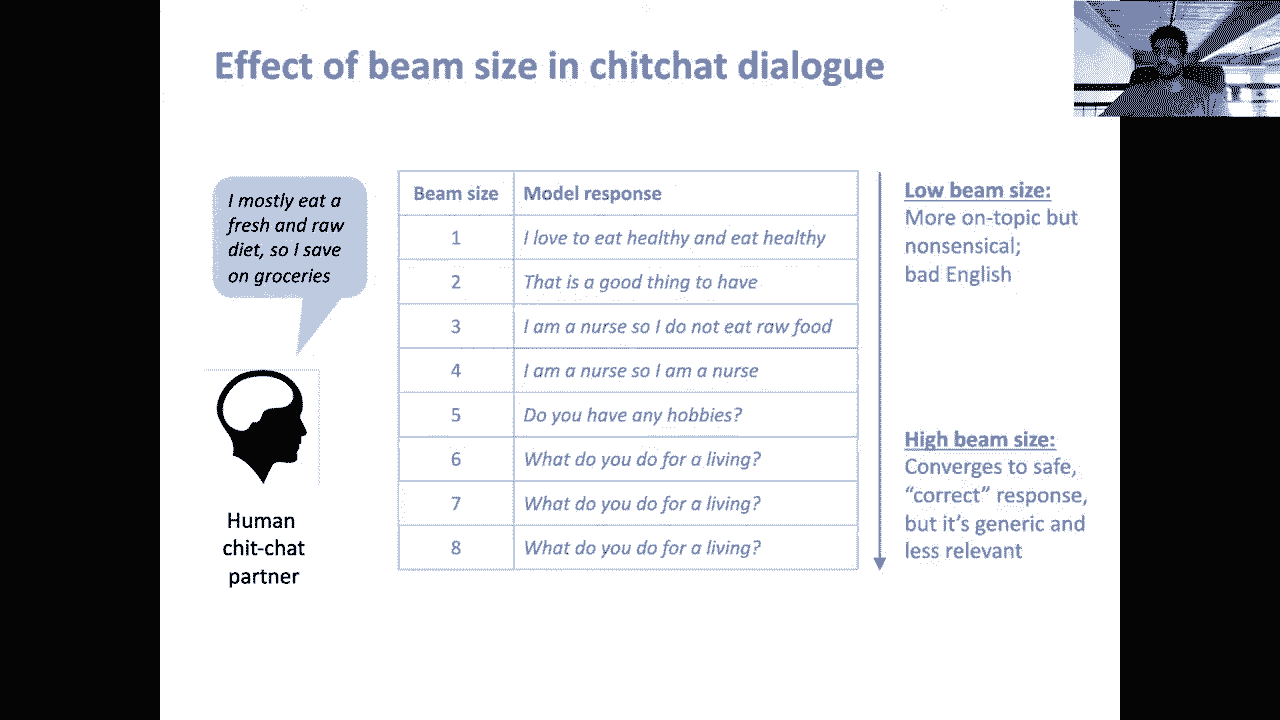 Effect of beam size in chitchat dialogue
I mostly eat a
fresh and raw
diet, so I save
on groceries
Human
chit-chat
partner
Beam size Model response
1 I love to eat healthy and eat healthy
2 That is a good thing to have
3 I am a nurse so I do not eat raw food
4 I am a nurse so I am a nurse
5 Do you have any hobbies?
6 What do you do for a living?
7 What do you do for a living?
8 What do you do for a living?
Low beam size:
More on-topic but
nonsensical;
bad English
High beam size:
Converges to safe,
“correct” response,
but it’s generic and
less relevant